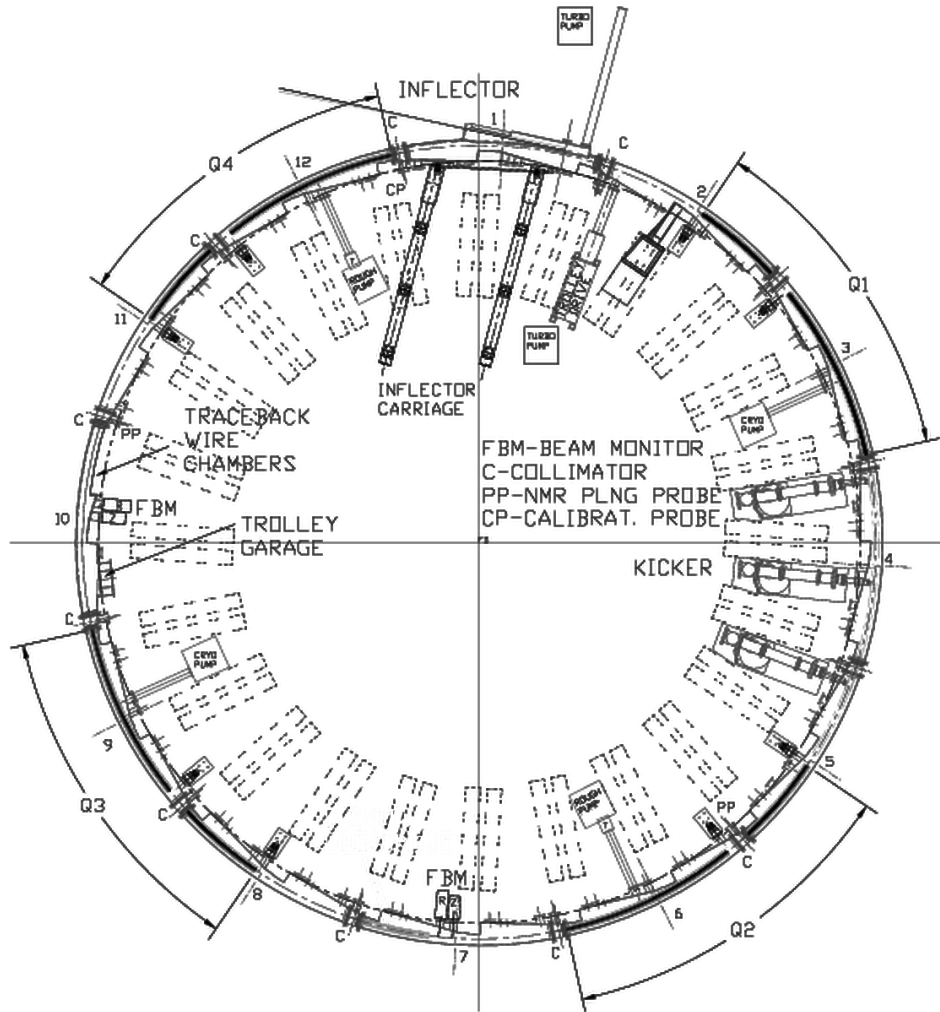 TURBO
PUMP
INFLECTOR
1
C
C
Q4
12
CP
2
C
Q1
ROUGH
PUMP
TROLLEY
DRIVE
11
TURBO
PUMP
3
INFLECTOR
CARRIAGE
CRYO
PUMP
C
PP
TRACEBACK
WIRE
CHAMBERS
FBM-BEAM MONITOR
C-COLLIMATOR
PP-NMR PLNG PROBE
CP-CALIBRAT. PROBE
10
FBM
TROLLEY
GARAGE
KICKER
4
C
CRYO
PUMP
9
5
Q3
C
ROUGH
PUMP
PP
C
8
FBM
R
Z
6
Q2
C
7
C